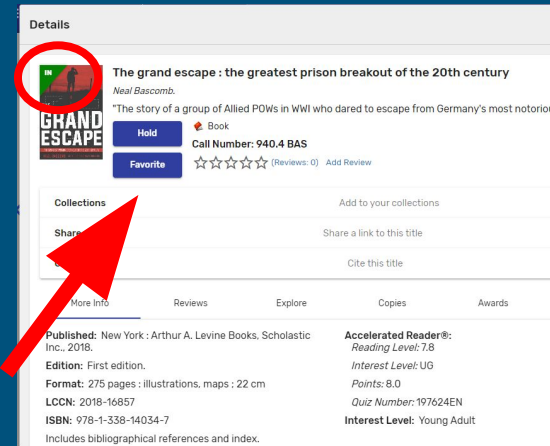 Details
IN
GRAND
ESCAPE
The grand escape : the greatest prison breakout of the 20th century
Neal Bascomb.
"The story of a group of Allied POWs in WWI who dared to escape from Germany's most notorio
Hold
Book
Call Number: 940.4 BAS
Favorite
(Reviews: 0) Add Review
Collections Add to your collections
Share Share a link to this title
Cite this title
More Info Reviews Explore Copies Awards
Published: New York : Arthur A. Levine Books, Scholastic
Inc., 2018.
Edition: First edition.
Format: 275 pages : illustrations, maps ; 22 cm
LCCN: 2018-16857
ISBN: 978-1-338-14034-7
Includes bibliographical references and index.
Accelerated Reader®:
Reading Level: 7.8
Interest Level: UG
Points: 8.0
Quiz Number: 197624EN
Interest Level: Young Adult